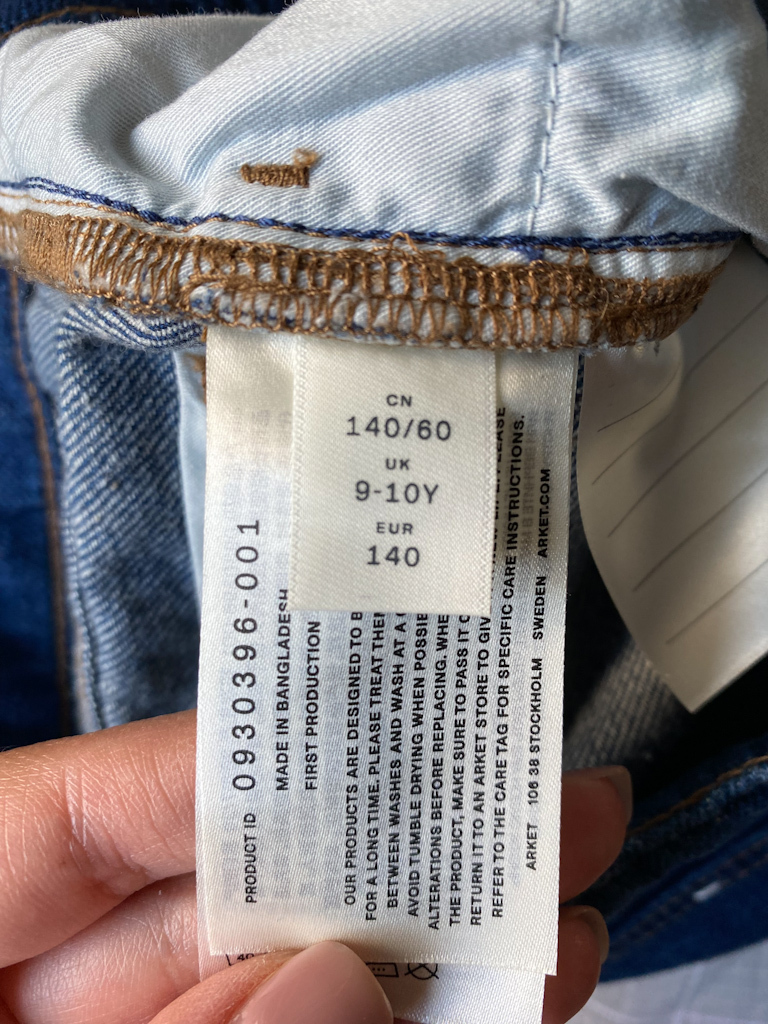 CN
140/60
UK
9-10Y
EUR
140
PRODUCT ID 0930396-001
MADE IN BANGLADESH
FIRST PRODUCTION
OUR PRODUCTS ARE DESIGNED TO
FOR A LONG TIME. PLEASE TREAT THEM
BETWEEN WASHES AND WASH AT A
AVOID TUMBLE DRYING WHEN
ALTERATIONS BEFORE REPLACING.
THE PRODUCT, MAKE SURE TO PASS IT
RETURN IT TO AN ARKET STORE TO
PLEASE
REFER TO THE CARE TAG FOR SPECIFIC CARE INSTRUCTIONS.
ARKET 106 38 STOCKHOLM SWEDEN ARKET.COM
40